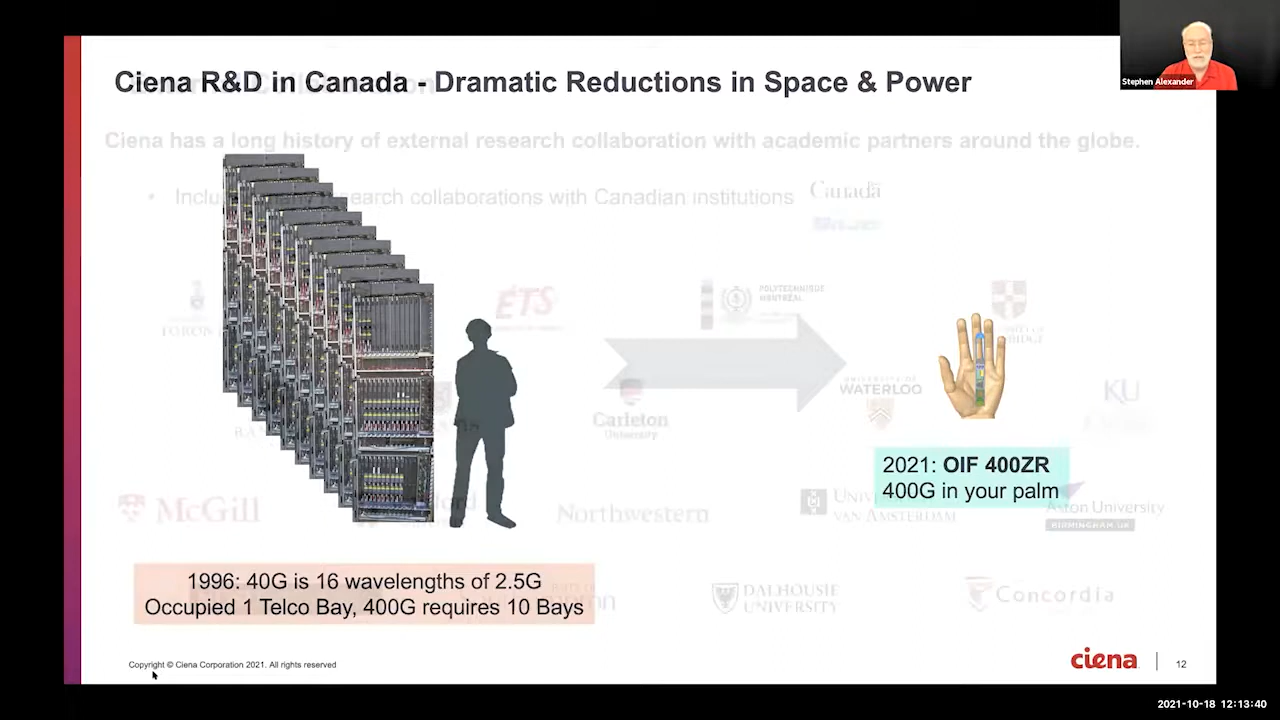 Stephen Alexander
Ciena R&D in Canada - Dramatic Reductions in Space & Power
Ciena has a long history of external research collaboration with academic partners around the globe.
research collaborations with Canadian institutions
Canada
ÉTS
POLYTECHNIQUE
MONTRÉAL
UNIVERSITY OF
WATERLOO
KU
Carleton
University
2021: OIF 400ZR
400G in your palm
McGill
Northwestern
VAN AMSTERDAM
Aston University
BIRMINGHAM UK
1996: 40G is 16 wavelengths of 2.5G
Occupied 1 Telco Bay, 400G requires 10 Bays
DALHOUSIE
UNIVERSITY
Concordia
Copyright © Ciena Corporation 2021. All rights reserved
ciena
12
2021-10-18 12:13:40